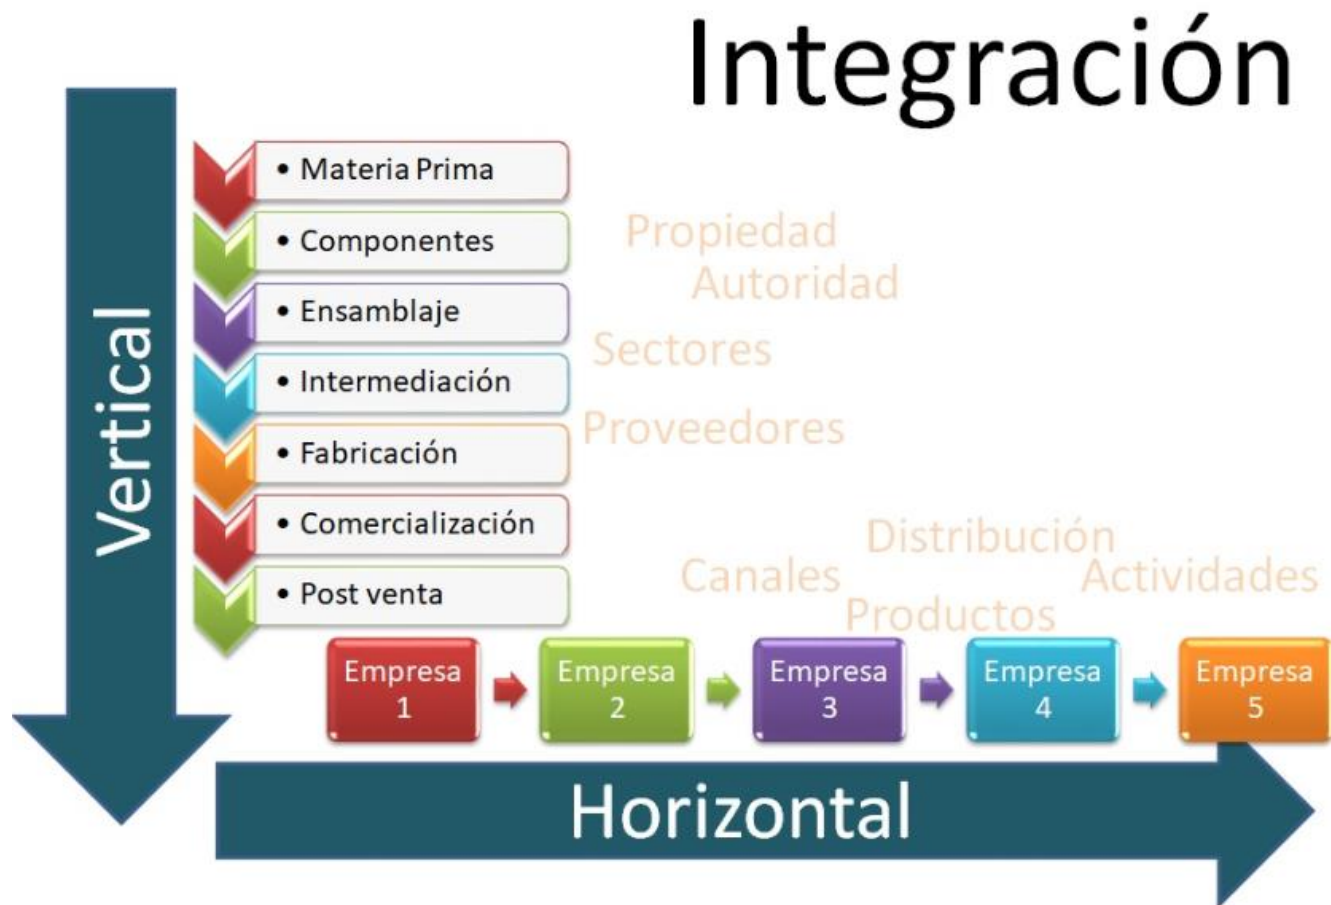 Integración
Vertical
• Materia Prima
• Componentes
• Ensamblaje
• Intermediación
• Fabricación
• Comercialización
• Post venta
Propiedad
Autoridad
Sectores
Proveedores
Distribución
Canales
Actividades
Productos
Empresa
1
Empresa
2
Empresa
3
Empresa
4
Empresa
5
Horizontal